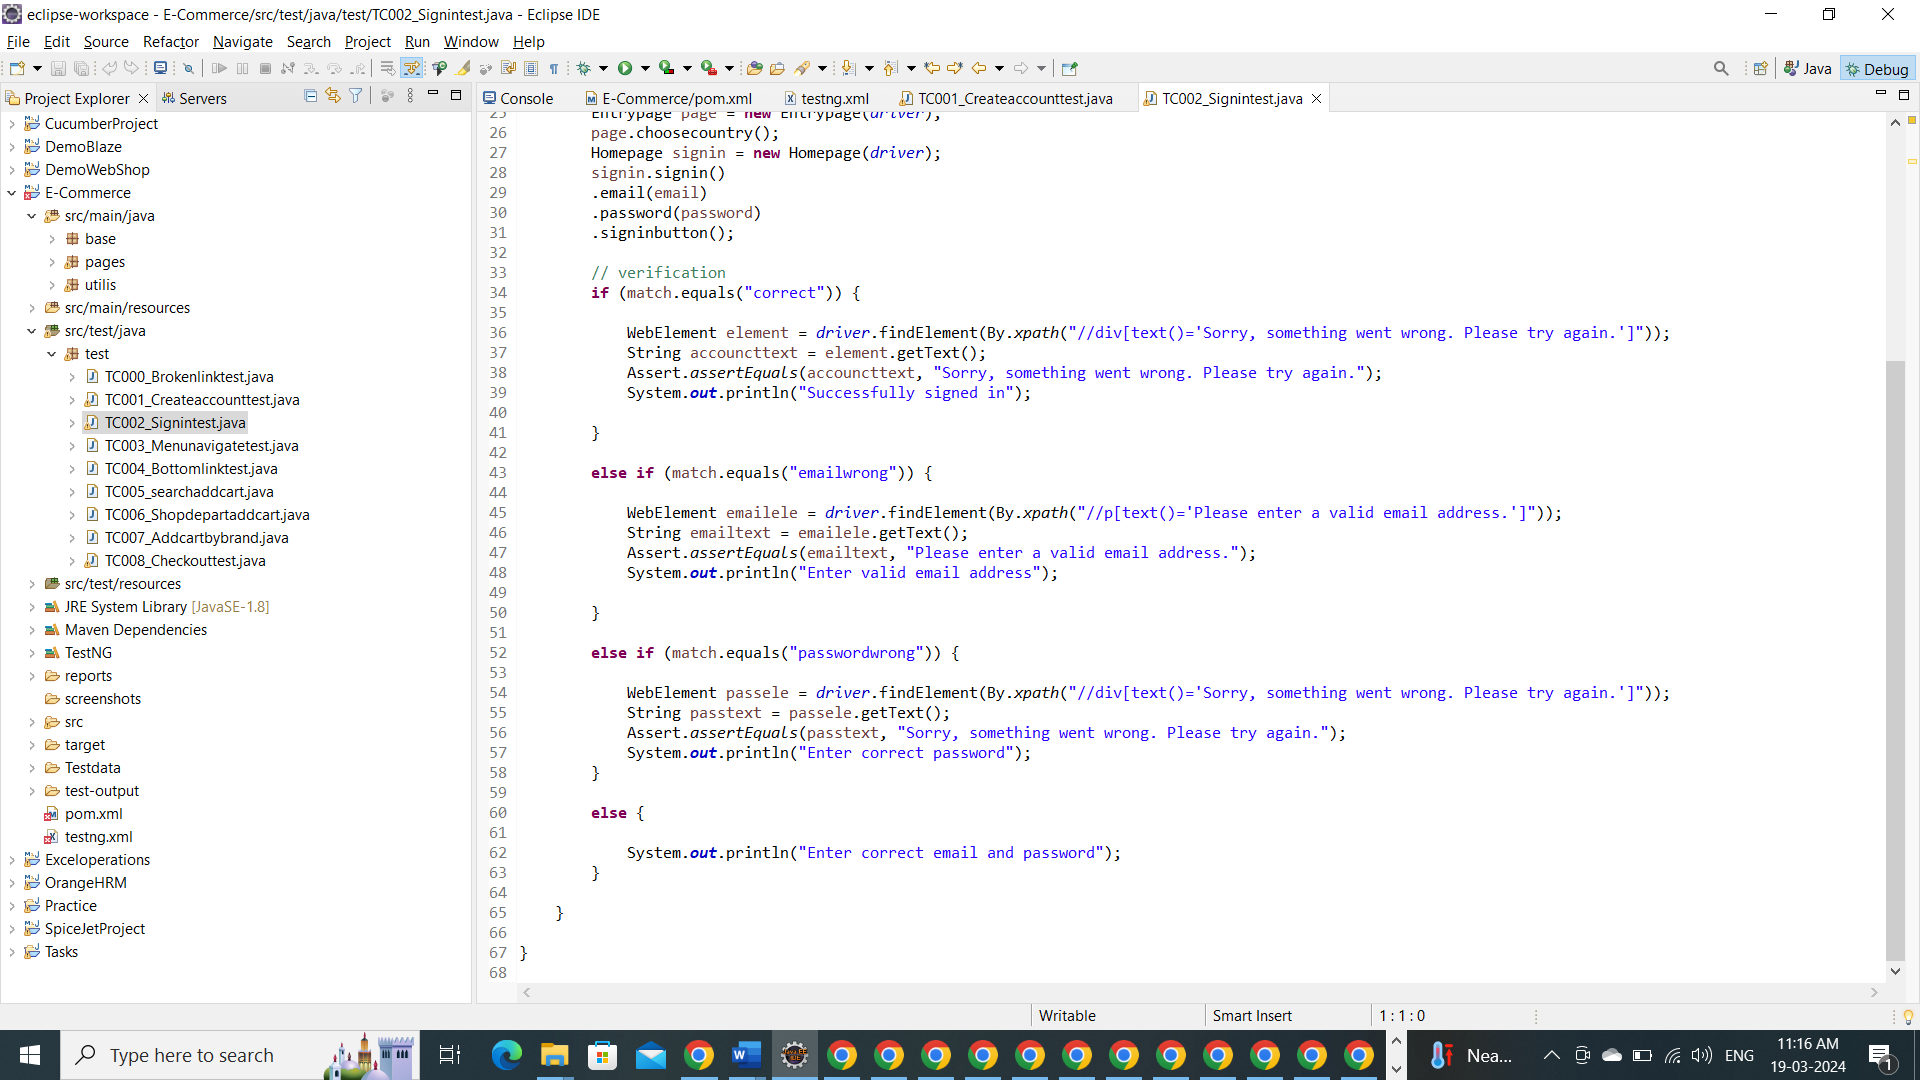 eclipse-workspace - E-Commerce/src/test/java/test/TC002_Signintest.java - Eclipse IDE
File Edit Source Refactor Navigate Search Project Run Window Help
Java Debug
Project Explorer Servers
Console E-Commerce/pom.xml testng.xml TC001_Createaccounttest.java TC002_Signintest.java
CucumberProject
DemoBlaze
DemoWebShop
E-Commerce
src/main/java
base
pages
utilis
src/main/resources
src/test/java
test
TC000_Brokenlinktest.java
TC001_Createaccounttest.java
TC002_Signintest.java
TC003_Menunavigatetest.java
TC004_Bottomlinktest.java
TC005_searchaddcart.java
TC006_Shopdepartaddcart.java
TC007_Addcartbybrand.java
TC008_Checkouttest.java
src/test/resources
JRE System Library [JavaSE-1.8]
Maven Dependencies
TestNG
reports
screenshots
src
target
Testdata
test-output
pom.xml
testng.xml
Exceloperations
OrangeHRM
Practice
SpiceJetProject
Tasks
25 Entrypage page = new Entrypage(driver);
26 page.choosecountry();
27 Homepage signin = new Homepage(driver);
28 signin.signin()
29 .email(email)
30 .password(password)
31 .signinbutton();
32
33 // verification
34 if (match.equals("correct")) {
35
36 WebElement element = driver.findElement(By.xpath("//div[text()='Sorry, something went wrong. Please try again.']"));
37 String accouncttext = element.getText();
38 Assert.assertEquals(accouncttext, "Sorry, something went wrong. Please try again.");
39 System.out.println("Successfully signed in");
40
41 }
42
43 else if (match.equals("emailwrong")) {
44
45 WebElement emailele = driver.findElement(By.xpath("//p[text()='Please enter a valid email address.']"));
46 String emailtext = emailele.getText();
47 Assert.assertEquals(emailtext, "Please enter a valid email address.");
48 System.out.println("Enter valid email address");
49
50 }
51
52 else if (match.equals("passwordwrong")) {
53
54 WebElement passele = driver.findElement(By.xpath("//div[text()='Sorry, something went wrong. Please try again.']"));
55 String passtext = passele.getText();
56 Assert.assertEquals(passtext, "Sorry, something went wrong. Please try again.");
57 System.out.println("Enter correct password");
58 }
59
60 else {
61
62 System.out.println("Enter correct email and password");
63 }
64
65 }
66
67 }
68
Writable Smart Insert 1 : 1 : 0
Type here to search
Nea... ENG
11:16 AM
19-03-2024
1